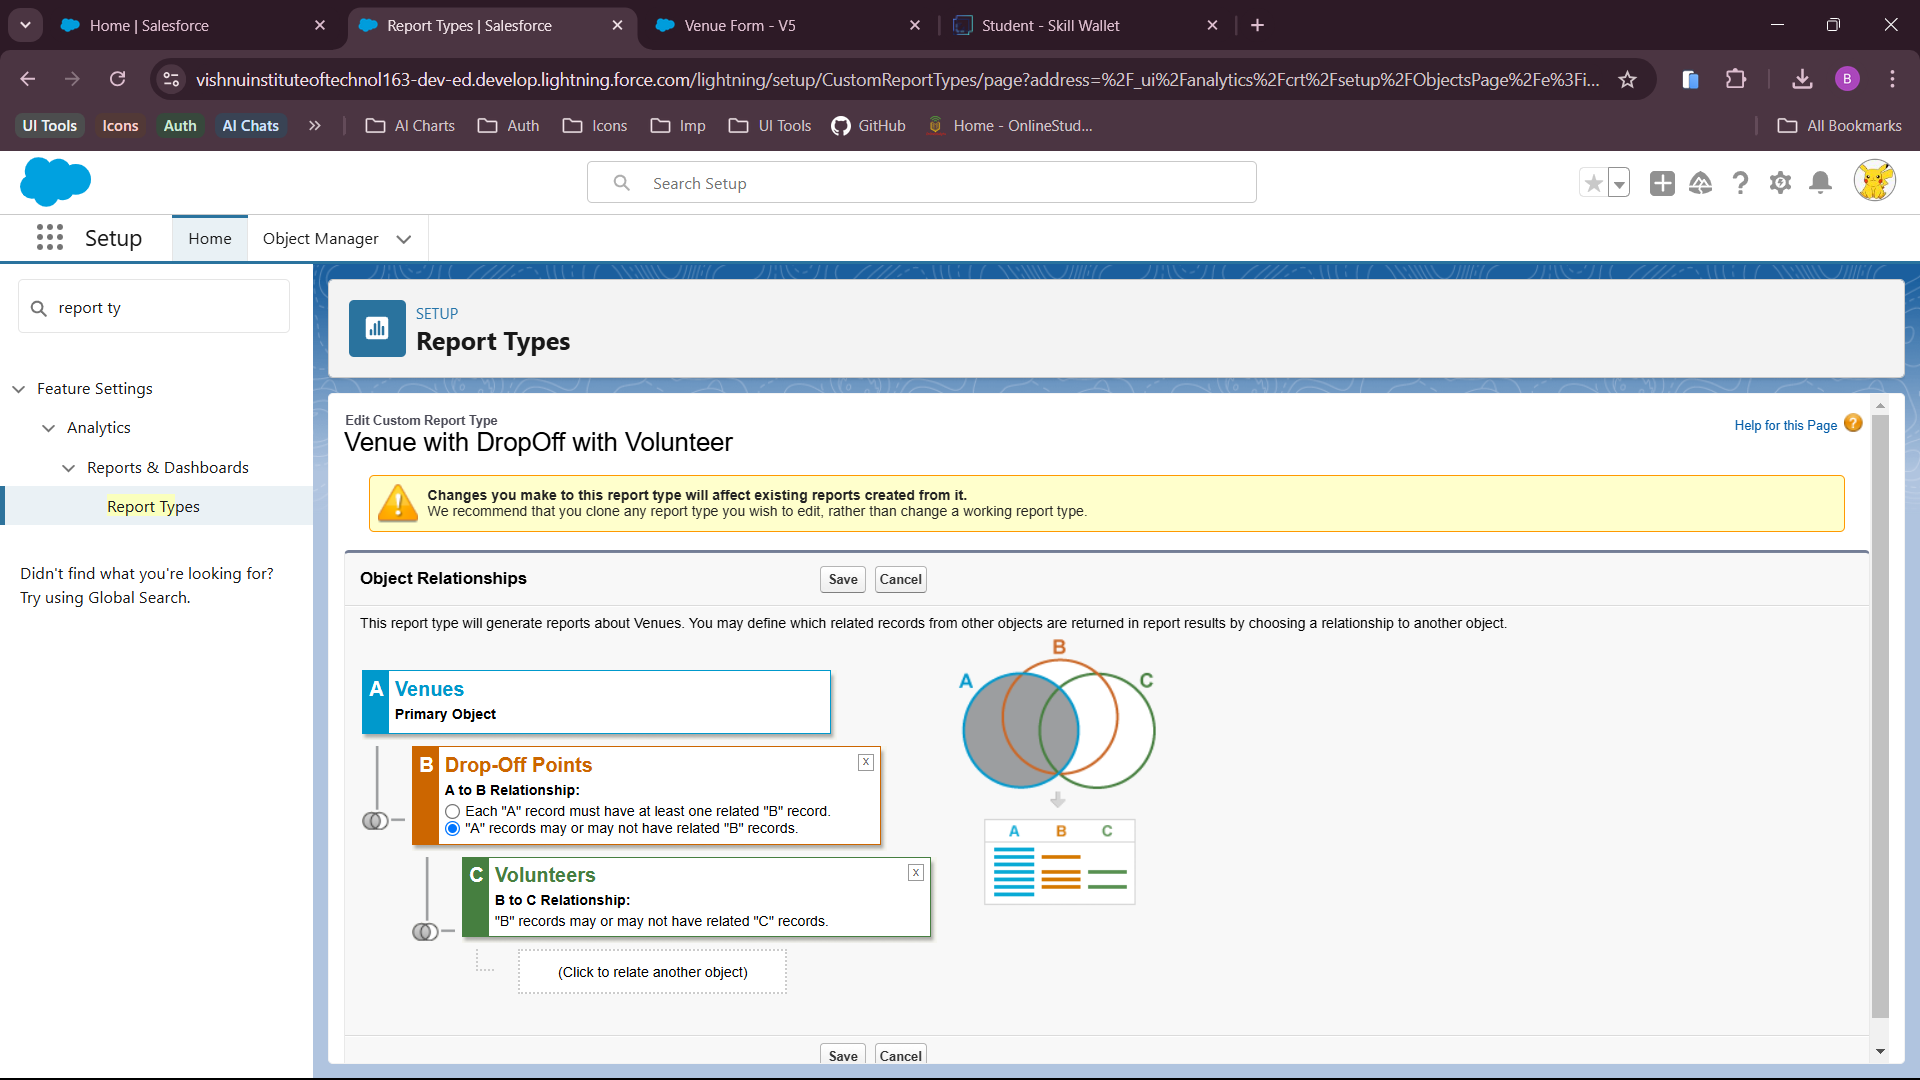 Home | Salesforce
Report Types | Salesforce
Venue Form - V5
Student - Skill Wallet
vishnuinstituteoftechnol163-dev-ed.develop.lightning.force.com/lightning/setup/CustomReportTypes/page?address=%2F_ui%2Fanalytics%2Fcrt%2Fsetup%2FObjectsPage%2Fe%3Fi...
B
UI Tools
Icons
Auth
AI Chats
»
AI Charts
Auth
Icons
Imp
UI Tools
GitHub
Home - OnlineStud...
All Bookmarks
Search Setup
Setup
Home
Object Manager
report ty
Feature Settings
Analytics
Reports & Dashboards
Report Types
Didn't find what you're looking for?
Try using Global Search.
SETUP
Report Types
Edit Custom Report Type
Venue with DropOff with Volunteer
Help for this Page ?
Changes you make to this report type will affect existing reports created from it.
We recommend that you clone any report type you wish to edit, rather than change a working report type.
Object Relationships
Save
Cancel
This report type will generate reports about Venues. You may define which related records from other objects are returned in report results by choosing a relationship to another object.
A
Venues
Primary Object
B
Drop-Off Points
X
A to B Relationship:
Each "A" record must have at least one related "B" record.
"A" records may or may not have related "B" records.
C
Volunteers
X
B to C Relationship:
"B" records may or may not have related "C" records.
(Click to relate another object)
B
A
C
A B C
Save
Cancel